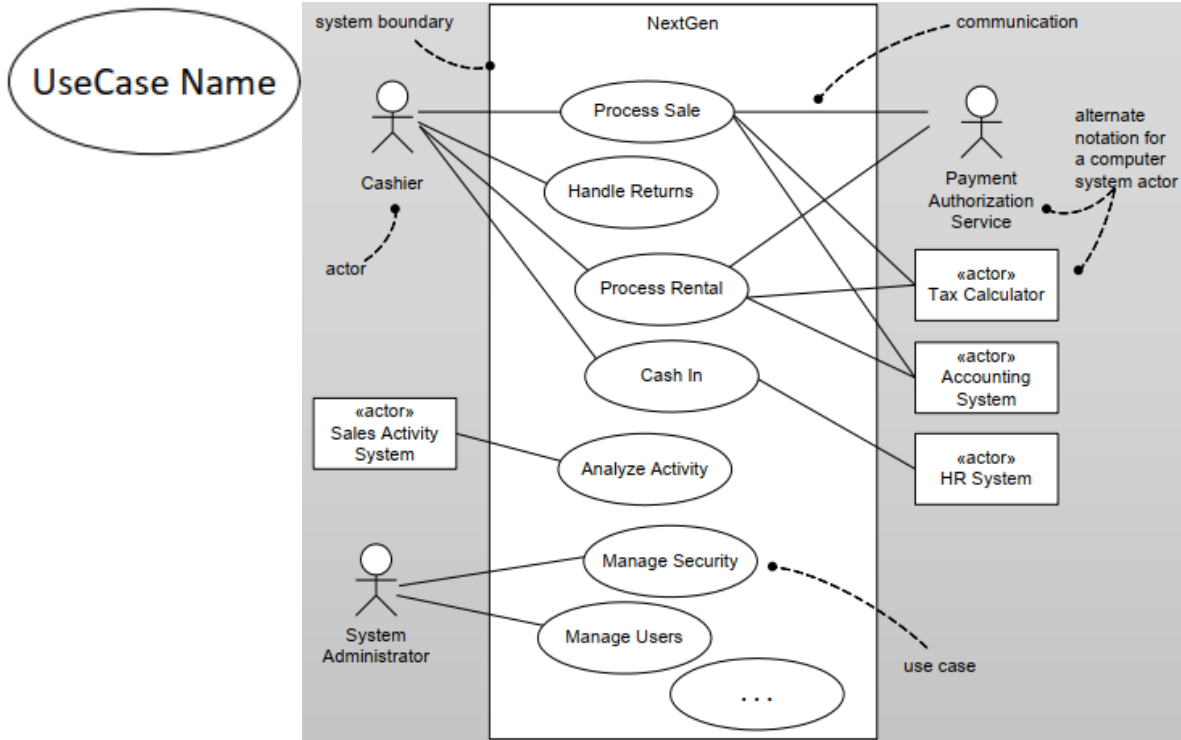 UseCase Name
system boundary
NextGen
communication
Process Sale
Cashier
alternate
notation for
a computer
system actor
Handle Returns
Payment
Authorization
Service
actor
Process Rental
«actor»
Tax Calculator
Cash In
«actor»
Accounting
System
«actor»
Sales Activity
System
Analyze Activity
«actor»
HR System
Manage Security
System
Administrator
Manage Users
use case
. . .